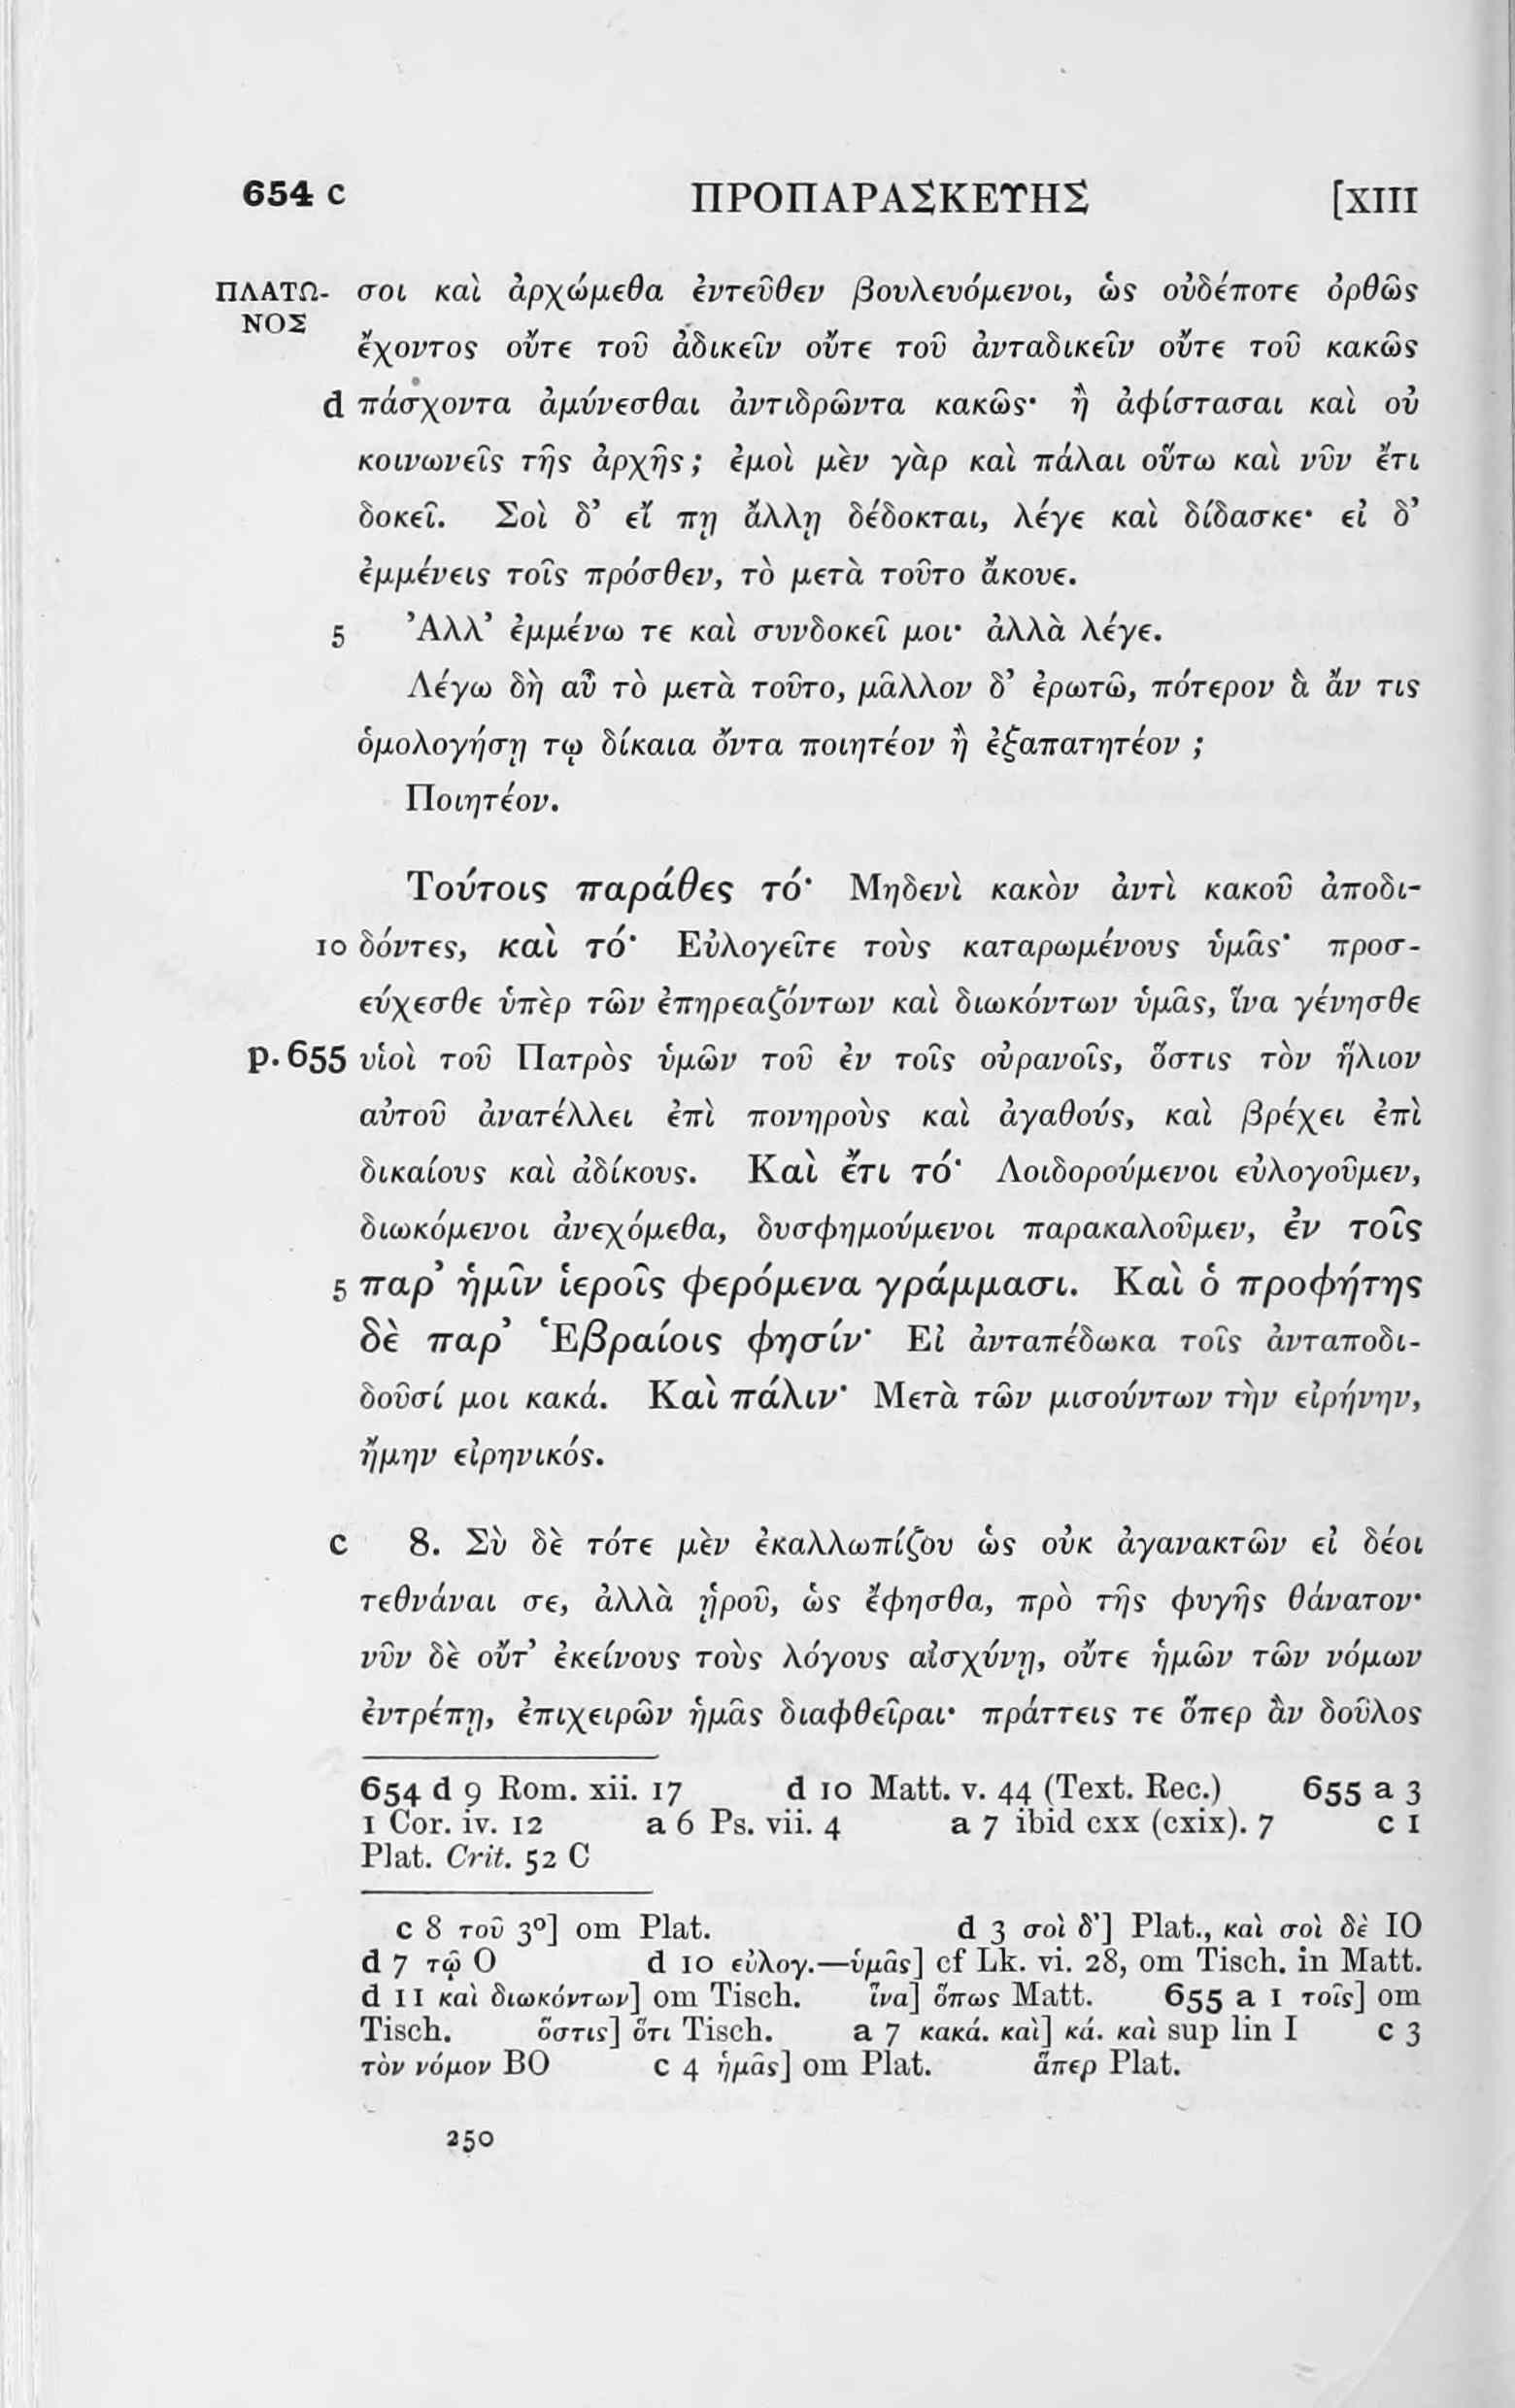 654 c ΠΡΟΠΑΡΑΣΚΕΥΗΣ [XIII
ΠΛΑΤΩ- σοι καὶ ἀρχώμεθα ἐντεῦθεν βουλευόμενοι, ὡς οὐδέποτε ὀρθῶς
ΝΟΣ
ἔχοντος οὔτε τοῦ ἀδικεῖν οὔτε τοῦ ἀνταδικεῖν οὔτε τοῦ κακῶς
d πάσχοντα ἀμύνεσθαι ἀντιδρῶντα κακῶς· ἢ ἀφίστασαι καὶ οὐ
κοινωνεῖς τῆς ἀρχῆς; ἐμοὶ μὲν γὰρ καὶ πάλαι οὕτω καὶ νῦν ἔτι
δοκεῖ. Σοὶ δ’ εἴ πῃ ἄλλῃ δέδοκται, λέγε καὶ δίδασκε· εἰ δ’
ἐμμένεις τοῖς πρόσθεν, τὸ μετὰ τοῦτο ἄκουε.
5 Ἀλλ’ ἐμμένω τε καὶ συνδοκεῖ μοι· ἀλλὰ λέγε.
Λέγω δὴ αὖ τὸ μετὰ τοῦτο, μᾶλλον δ’ ἐρωτῶ, πότερον ἃ ἄν τις
ὁμολογήσῃ τῳ δίκαια ὄντα ποιητέον ἢ ἐξαπατητέον ;
Ποιητέον.
Τούτοις παράθες τό· Μηδενὶ κακὸν ἀντὶ κακοῦ ἀποδι-
10 δόντες, καὶ τό· Εὐλογεῖτε τοὺς καταρωμένους ὑμᾶς· προσ-
εύχεσθε ὑπὲρ τῶν ἐπηρεαζόντων καὶ διωκόντων ὑμᾶς, ἵνα γένησθε
p. 655 υἱοὶ τοῦ Πατρὸς ὑμῶν τοῦ ἐν τοῖς οὐρανοῖς, ὅστις τὸν ἥλιον
αὐτοῦ ἀνατέλλει ἐπὶ πονηροὺς καὶ ἀγαθούς, καὶ βρέχει ἐπὶ
δικαίους καὶ ἀδίκους. Καὶ ἔτι τό· Λοιδορούμενοι εὐλογοῦμεν,
διωκόμενοι ἀνεχόμεθα, δυσφημούμενοι παρακαλοῦμεν, ἐν τοῖς
5 παρ’ ἡμῖν ἱεροῖς φερόμενα γράμμασι. Καὶ ὁ προφήτης
δὲ παρ’ Ἑβραίοις φησίν· Εἰ ἀνταπέδωκα τοῖς ἀνταποδι-
δοῦσί μοι κακά. Καὶ πάλιν· Μετὰ τῶν μισούντων τὴν εἰρήνην,
ἤμην εἰρηνικός.
c 8. Σὺ δὲ τότε μὲν ἐκαλλωπίζου ὡς οὐκ ἀγανακτῶν εἰ δέοι
τεθνάναι σε, ἀλλὰ ᾑροῦ, ὡς ἔφησθα, πρὸ τῆς φυγῆς θάνατον·
νῦν δὲ οὔτ’ ἐκείνους τοὺς λόγους αἰσχύνῃ, οὔτε ἡμῶν τῶν νόμων
ἐντρέπῃ, ἐπιχειρῶν ἡμᾶς διαφθεῖραι· πράττεις τε ὅπερ ἂν δοῦλος
654 d 9 Rom. xii. 17 d 10 Matt. v. 44 (Text. Rec.) 655 a 3
1 Cor. iv. 12 a 6 Ps. vii. 4 a 7 ibid cxx (cxix). 7 c 1
Plat. Crit. 52 C
c 8 τοῦ 3º] om Plat. d 3 σοὶ δ’] Plat., καὶ σοὶ δὲ IO
d 7 τῷ O d 10 εὐλογ.—ὑμᾶς] cf Lk. vi. 28, om Tisch. in Matt.
d 11 καὶ διωκόντων] om Tisch. ἵνα] ὅπως Matt. 655 a 1 τοῖς] om
Tisch. ὅστις] ὅτι Tisch. a 7 κακά. καὶ] κά. καὶ sup lin I c 3
τὸν νόμον BO c 4 ἡμᾶς] om Plat. ἅπερ Plat.
250